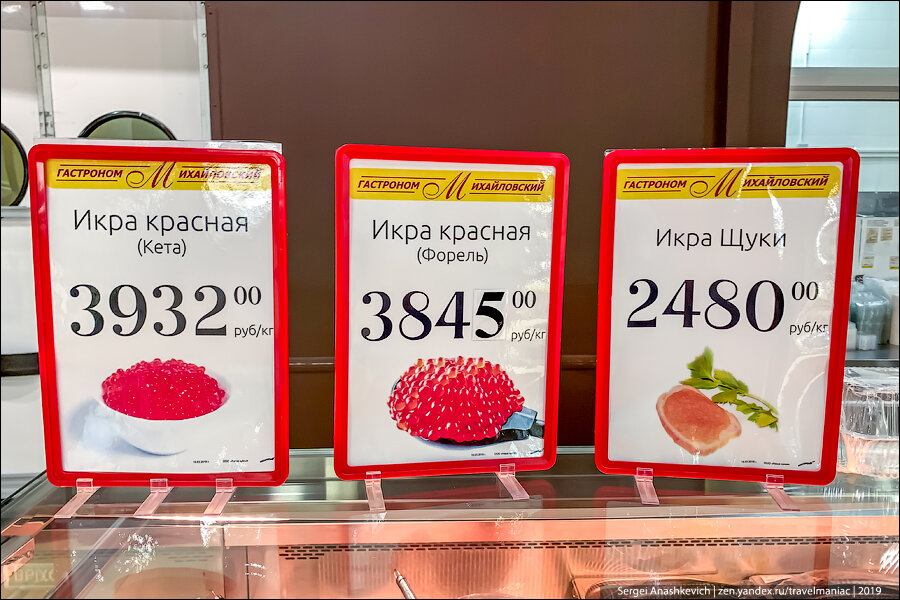 ГАСТРОНОМ МИХАЙЛОВСКИЙ
Икра красная
(Кета)
3932 00
руб/кг
ГАСТРОНОМ МИХАЙЛОВСКИЙ
Икра красная
(Форель)
3845 00
руб/кг
ГАСТРОНОМ МИХАЙЛОВСКИЙ
Икра Щуки
2480 00
руб/кг
Sergei Anashkevich | zen.yandex.ru/travelmaniac | 2019